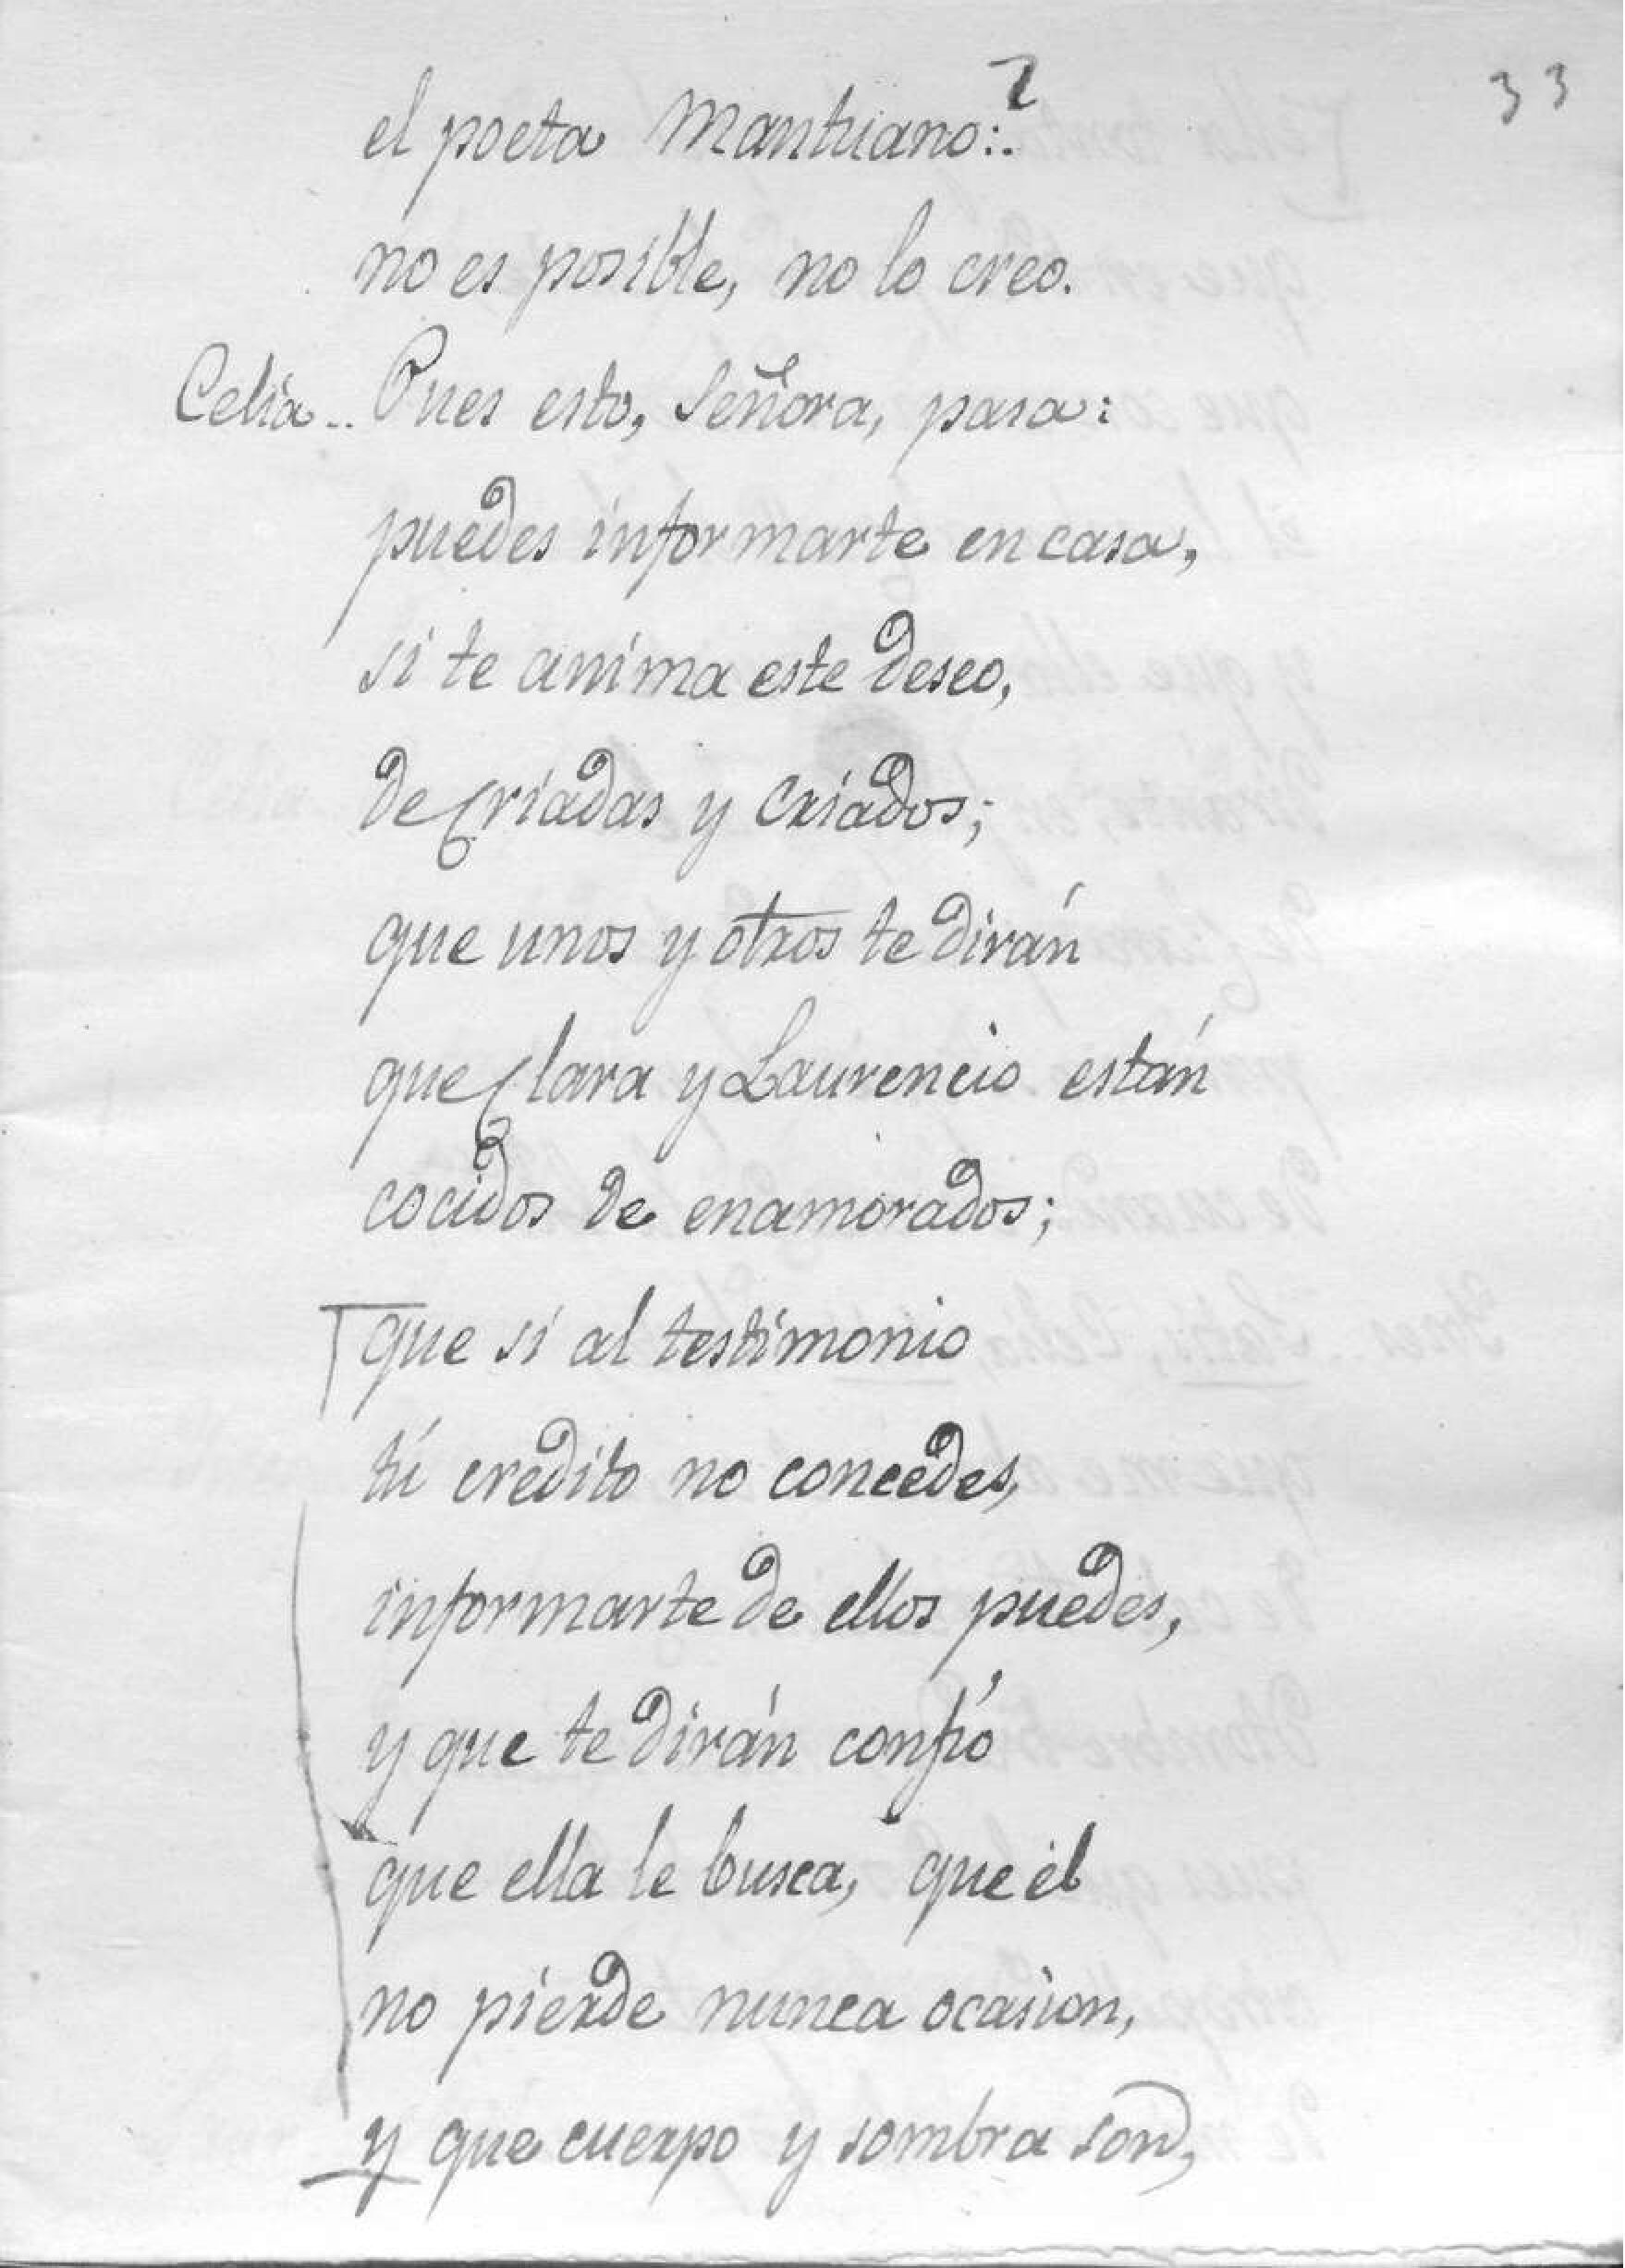 33
el poeta Mantuano:.?
no es posible, no lo creo.
Celia.. Pues esto, Señora, pasa:
puedes informarte en casa,
si te anima este deseo,
de Criadas y Criados;
que unos y otros te dirán
que Clara y Laurencio están
cocidos de enamorados;
que si al testimonio
tú credito no concedes,
informarte de ellos puedes,
y que te dirán confió
que ella le busca, que él
no pierde nunca ocasion,
y que cuerpo y sombra son,